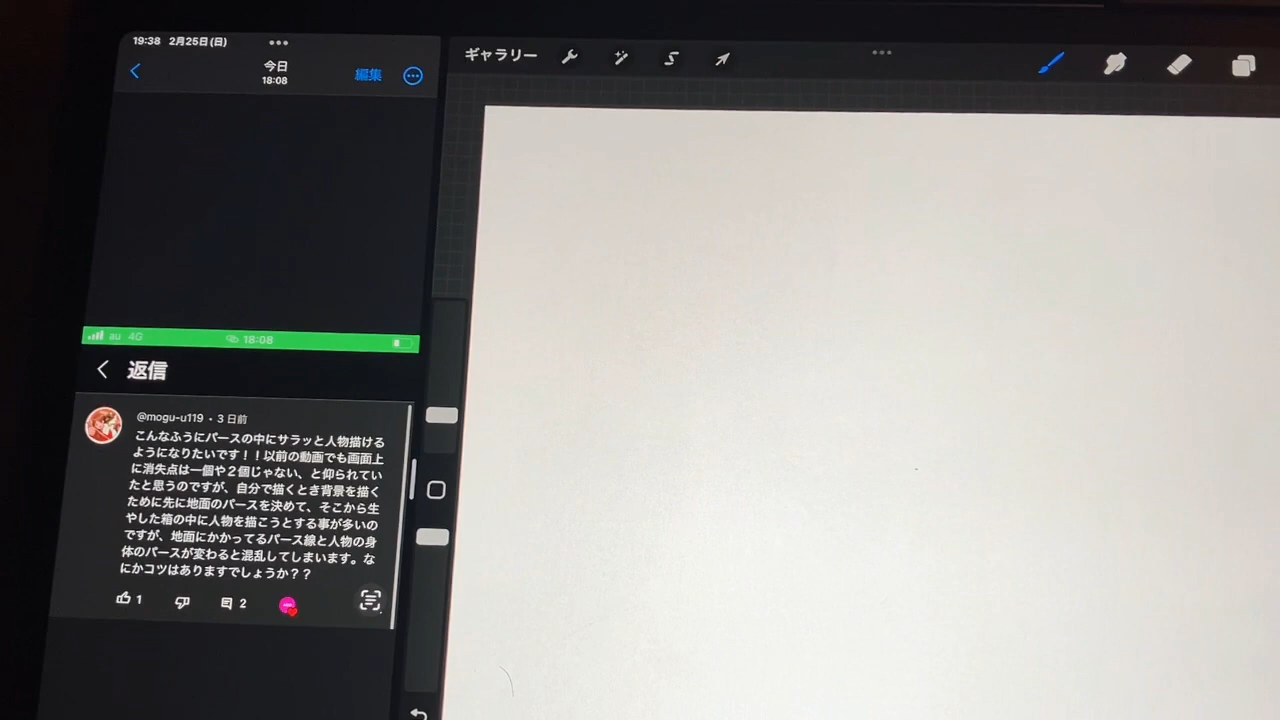 19:38 2月25日(日)
今日
18:08
編集
ギャラリー
au 4G
18:08
返信
@mogu-u119・3 日前
こんなふうにパースの中にサラッと人物描ける
ようになりたいです！！以前の動画でも画面上
に消失点は一個や２個じゃない、と仰られてい
たと思うのですが、自分で描くとき背景を描く
ために先に地面のパースを決めて、そこから生
やした箱の中に人物を描こうとする事が多いの
ですが、地面にかかってるパース線と人物の身
体のパースが変わると混乱してしまいます。な
にかコツはありますでしょうか？？
1
2